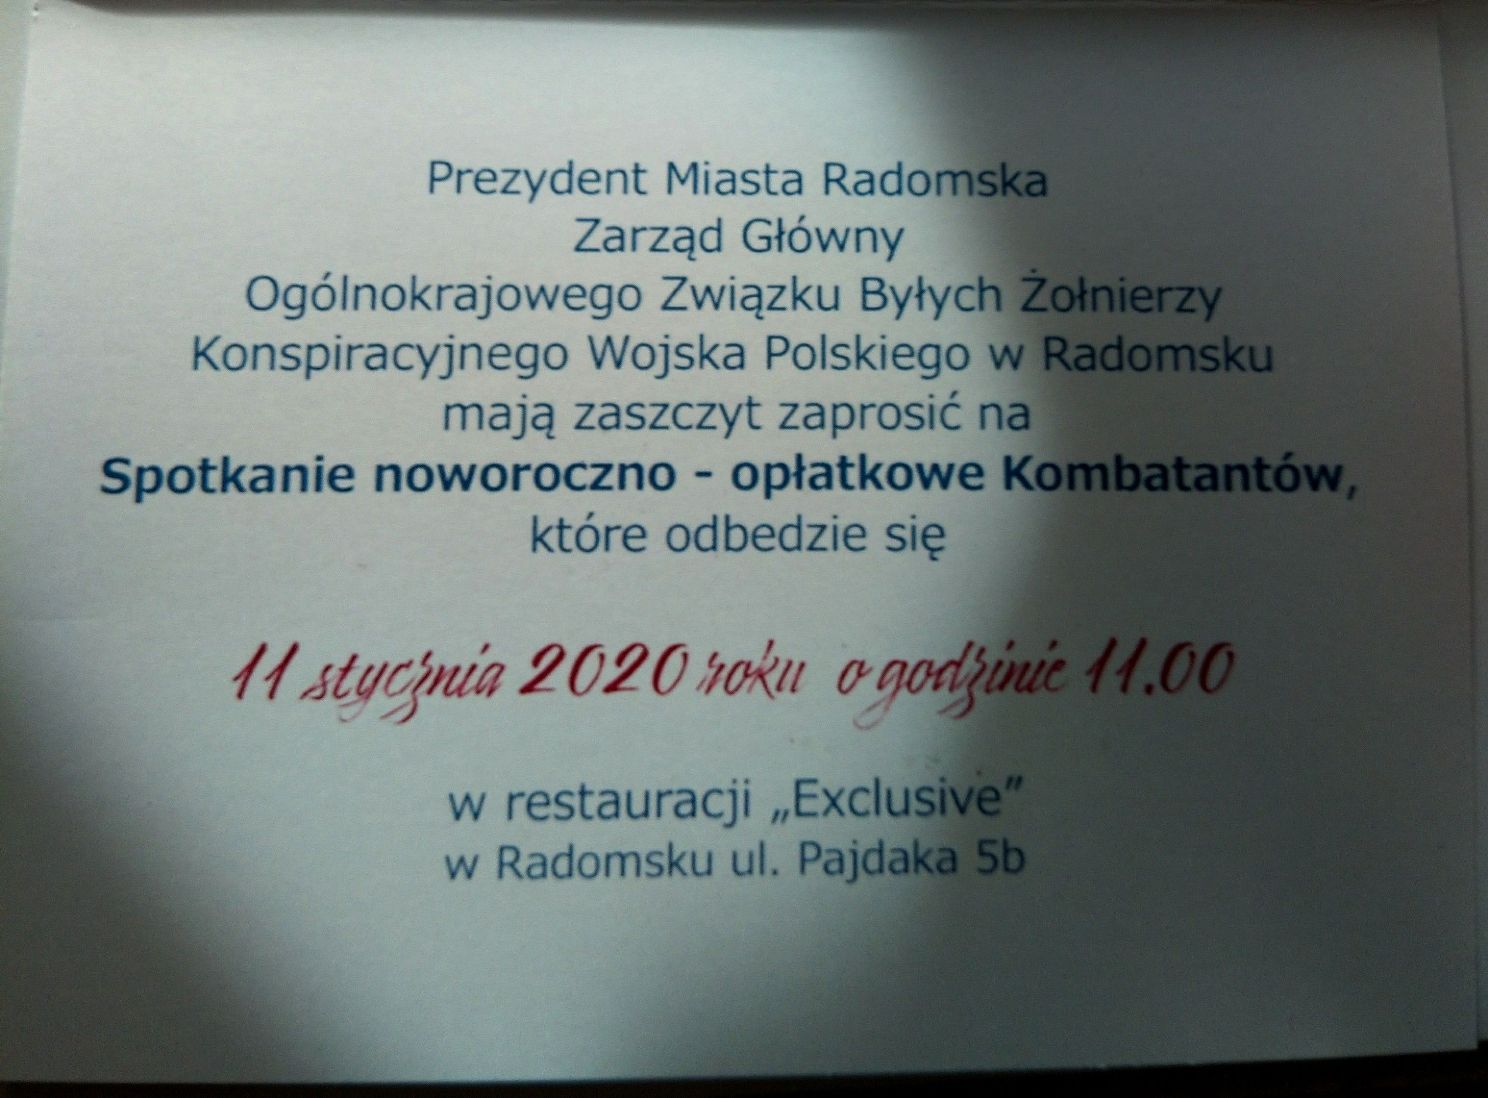 Prezydent Miasta Radomska
Zarząd Główny
Ogólnokrajowego Związku Byłych Żołnierzy
Konspiracyjnego Wojska Polskiego w Radomsku
mają zaszczyt zaprosić na
Spotkanie noworoczno - opłatkowe Kombatantów,
które odbedzie się
11 stycznia 2020 roku o godzinie 11.00
w restauracji „Exclusive”
w Radomsku ul. Pajdaka 5b